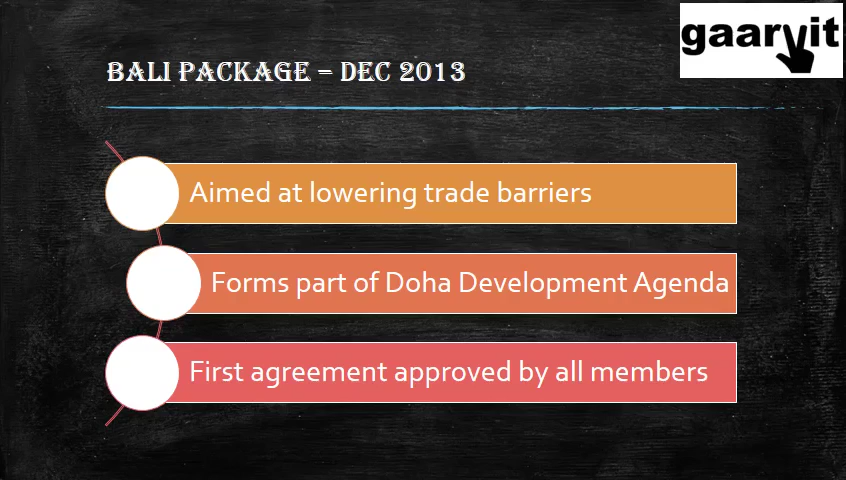 gaarvit
BALI PACKAGE – DEC 2013
Aimed at lowering trade barriers
Forms part of Doha Development Agenda
First agreement approved by all members